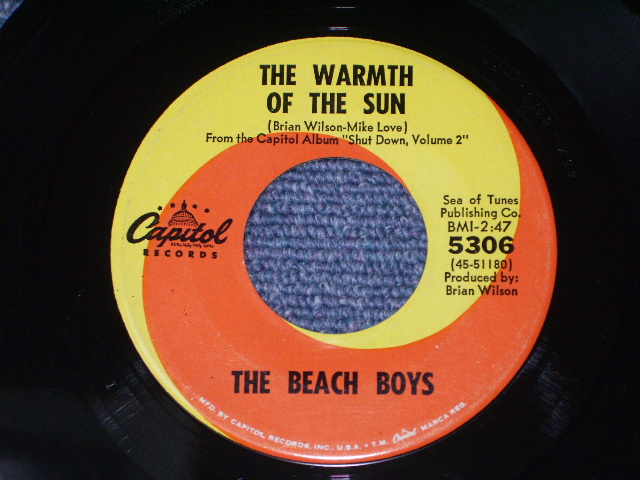 THE WARMTH
OF THE SUN
(Brian Wilson-Mike Love)
From the Capitol Album "Shut Down, Volume 2"
Sea of Tunes
Publishing Co.
BMI-2:47
5306
(45-51180)
Produced by:
Brian Wilson
Capitol
RECORDS
THE BEACH BOYS
MFD. BY CAPITOL RECORDS, INC., U.S.A. • T.M. Capitol MARCA REG.